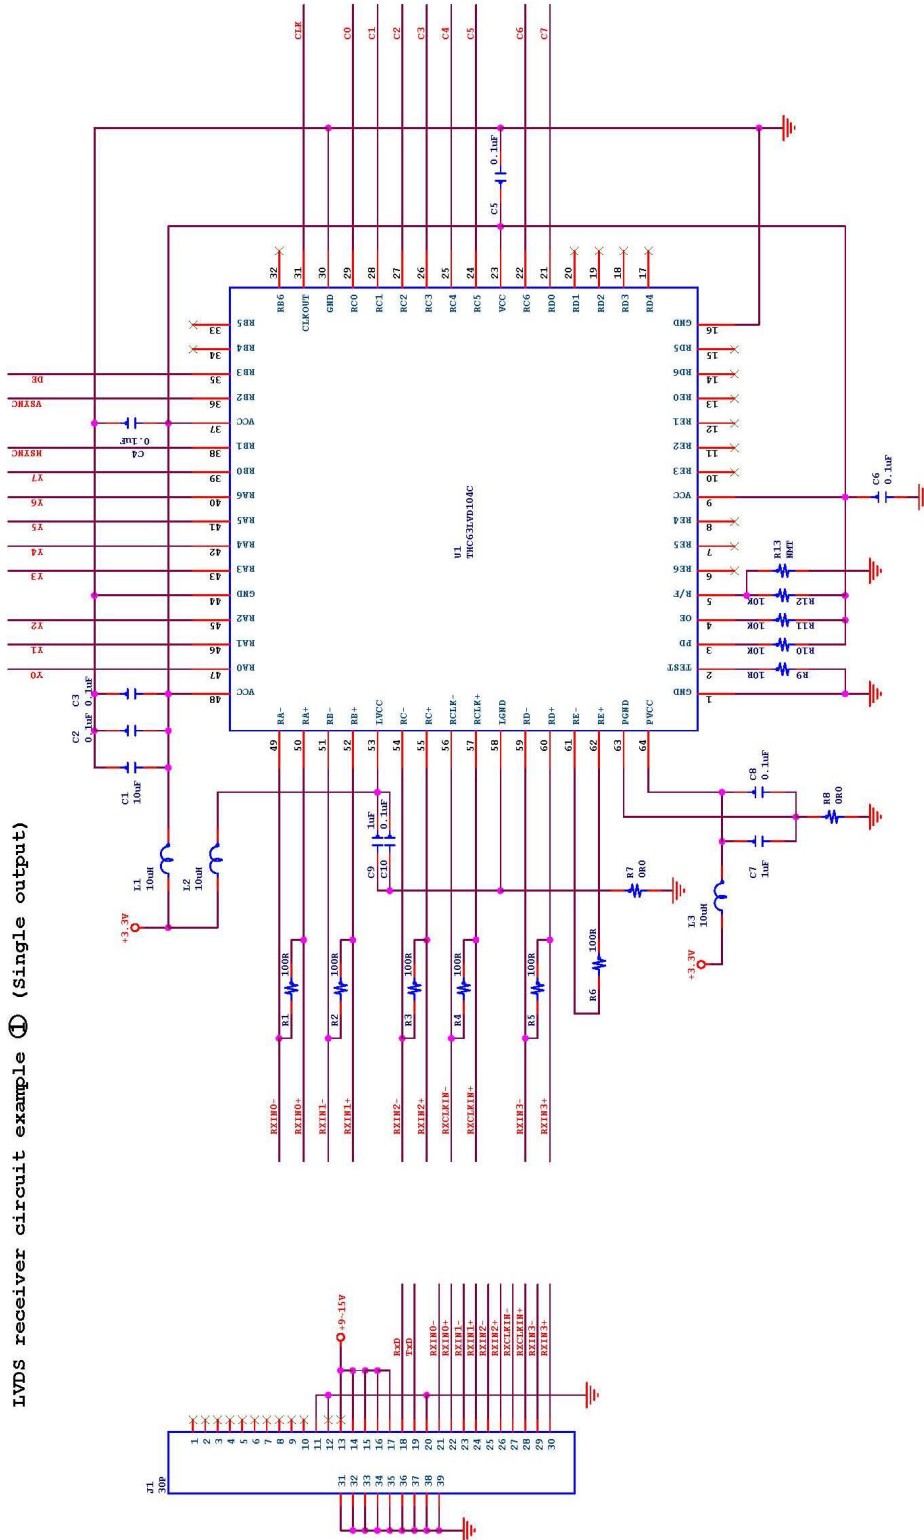 LVDS receiver circuit example ① (Single output)
J1
30P
1
2
3
4
5
6
7
8
9
10
11
12
13
14
15
16
17
18
19
20
21
22
23
24
25
26
27
28
29
30
31
32
33
34
35
36
37
38
39
+9~15V
RxD
TxD
RXIN0-
RXIN0+
RXIN1-
RXIN1+
RXIN2-
RXIN2+
RXCLKIN-
RXCLKIN+
RXIN3-
RXIN3+
RXIN0-
RXIN0+
RXIN1-
RXIN1+
RXIN2-
RXIN2+
RXCLKIN-
RXCLKIN+
RXIN3-
RXIN3+
R1 100R
R2 100R
R3 100R
R4 100R
R5 100R
R6 100R
R7 0R0
R8 0R0
+3.3V
L1
10uH
L2
10uH
+3.3V
L3
10uH
C7
1uF
C8
0.1uF
C9 1uF
C10 0.1uF
C1
10uF
C2
0.1uF
C3
0.1uF
C4
0.1uF
C5 0.1uF
C6
0.1uF
U1
THC63LVD104C
49 RA-
50 RA+
51 RB-
52 RB+
53 LVCC
54 RC-
55 RC+
56 RCLK-
57 RCLK+
58 LGND
59 RD-
60 RD+
61 RE-
62 RE+
63 PGND
64 PVCC
1 GND
2 TEST
3 PD
4 OE
5 R/F
6 RE6
7 RE5
8 RE4
9 VCC
10 RE3
11 RE2
12 RE1
13 RE0
14 RD6
15 RD5
16 GND
17 RD4
18 RD3
19 RD2
20 RD1
21 RD0
22 RC6
23 VCC
24 RC5
25 RC4
26 RC3
27 RC2
28 RC1
29 RC0
30 GND
31 CLKOUT
32 RB6
33 RB5
34 RB4
35 RB3
36 RB2
37 VCC
38 RB1
39 RB0
40 RA6
41 RA5
42 RA4
43 RA3
44 GND
45 RA2
46 RA1
47 RA0
48 VCC
R9 10R
R10 10K
R11 10K
R12 10K
R13
NMT
DE
VSYNC
HSYNC
Y7
Y6
Y5
Y4
Y3
Y2
Y1
Y0
CLK
C0
C1
C2
C3
C4
C5
C6
C7